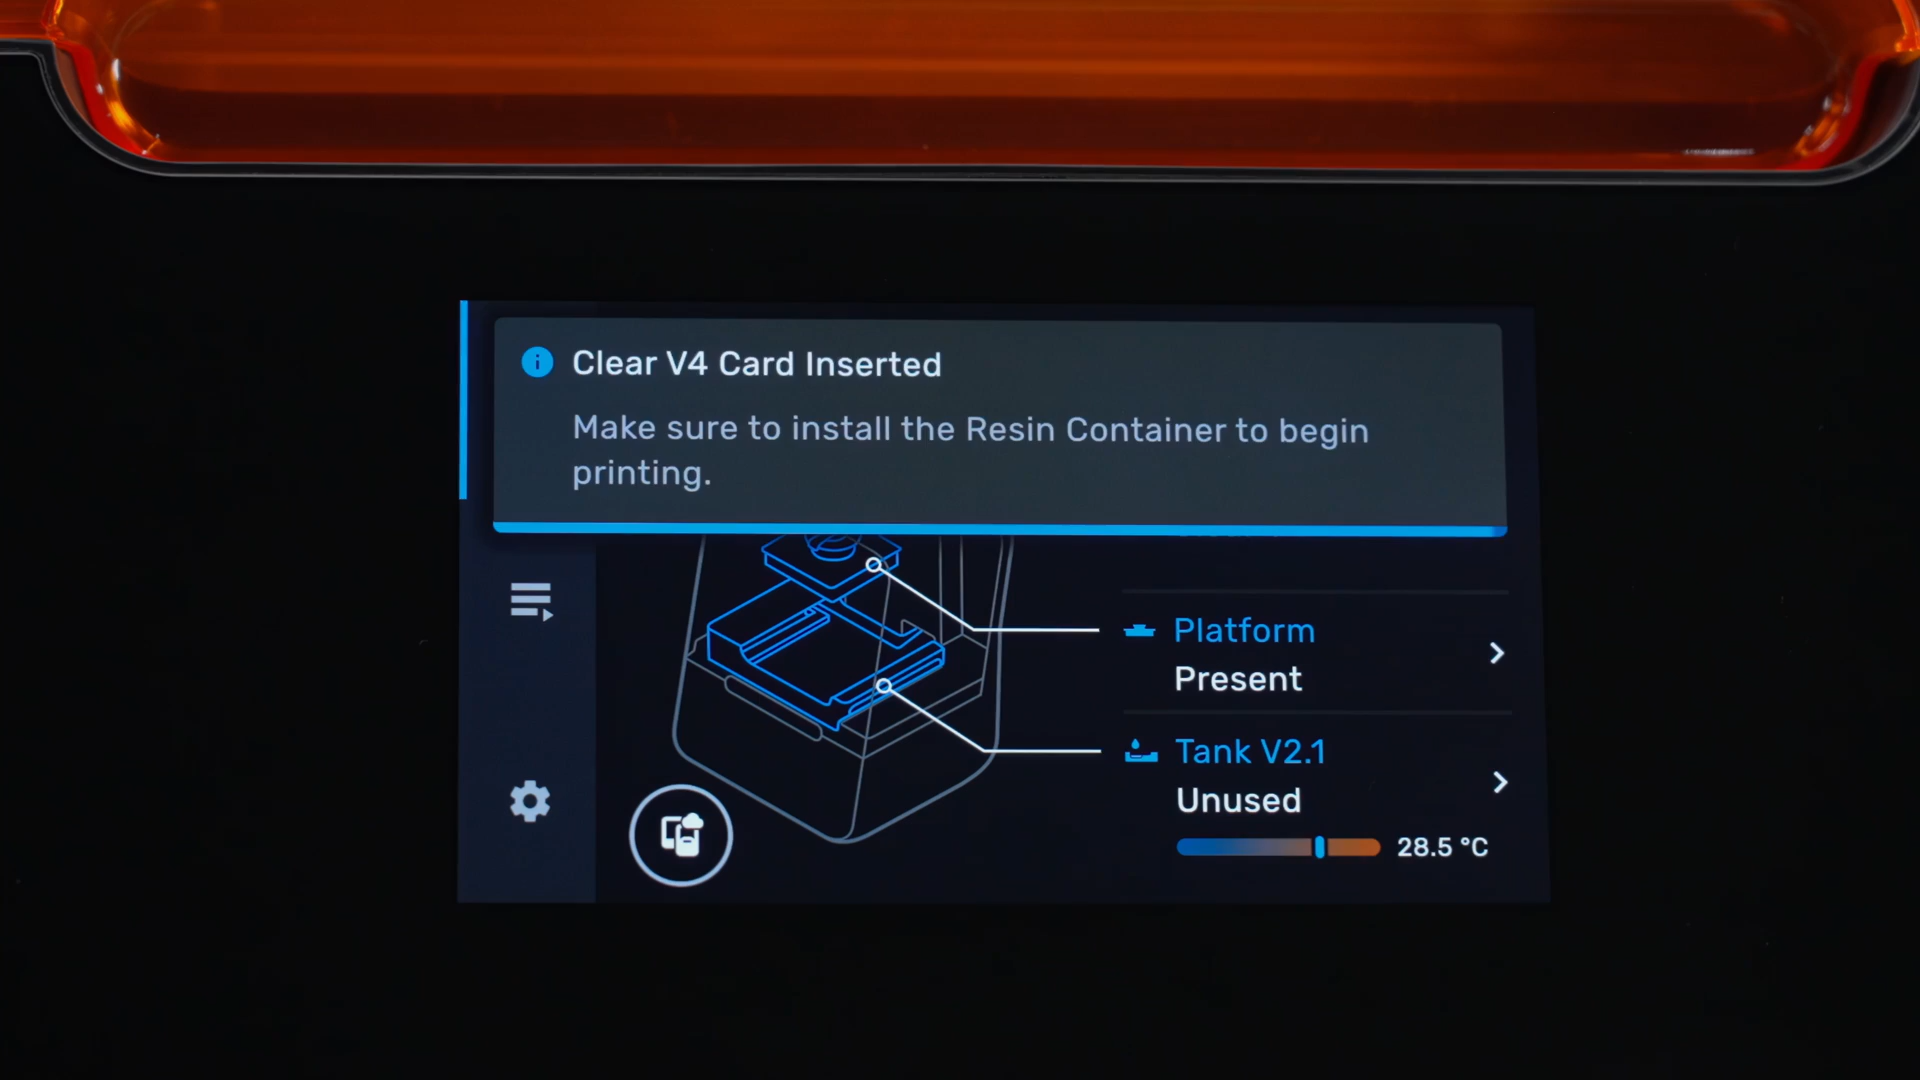 Clear V4 Card Inserted
Make sure to install the Resin Container to begin
printing.
Platform
Present
Tank V2.1
Unused
28.5 °C